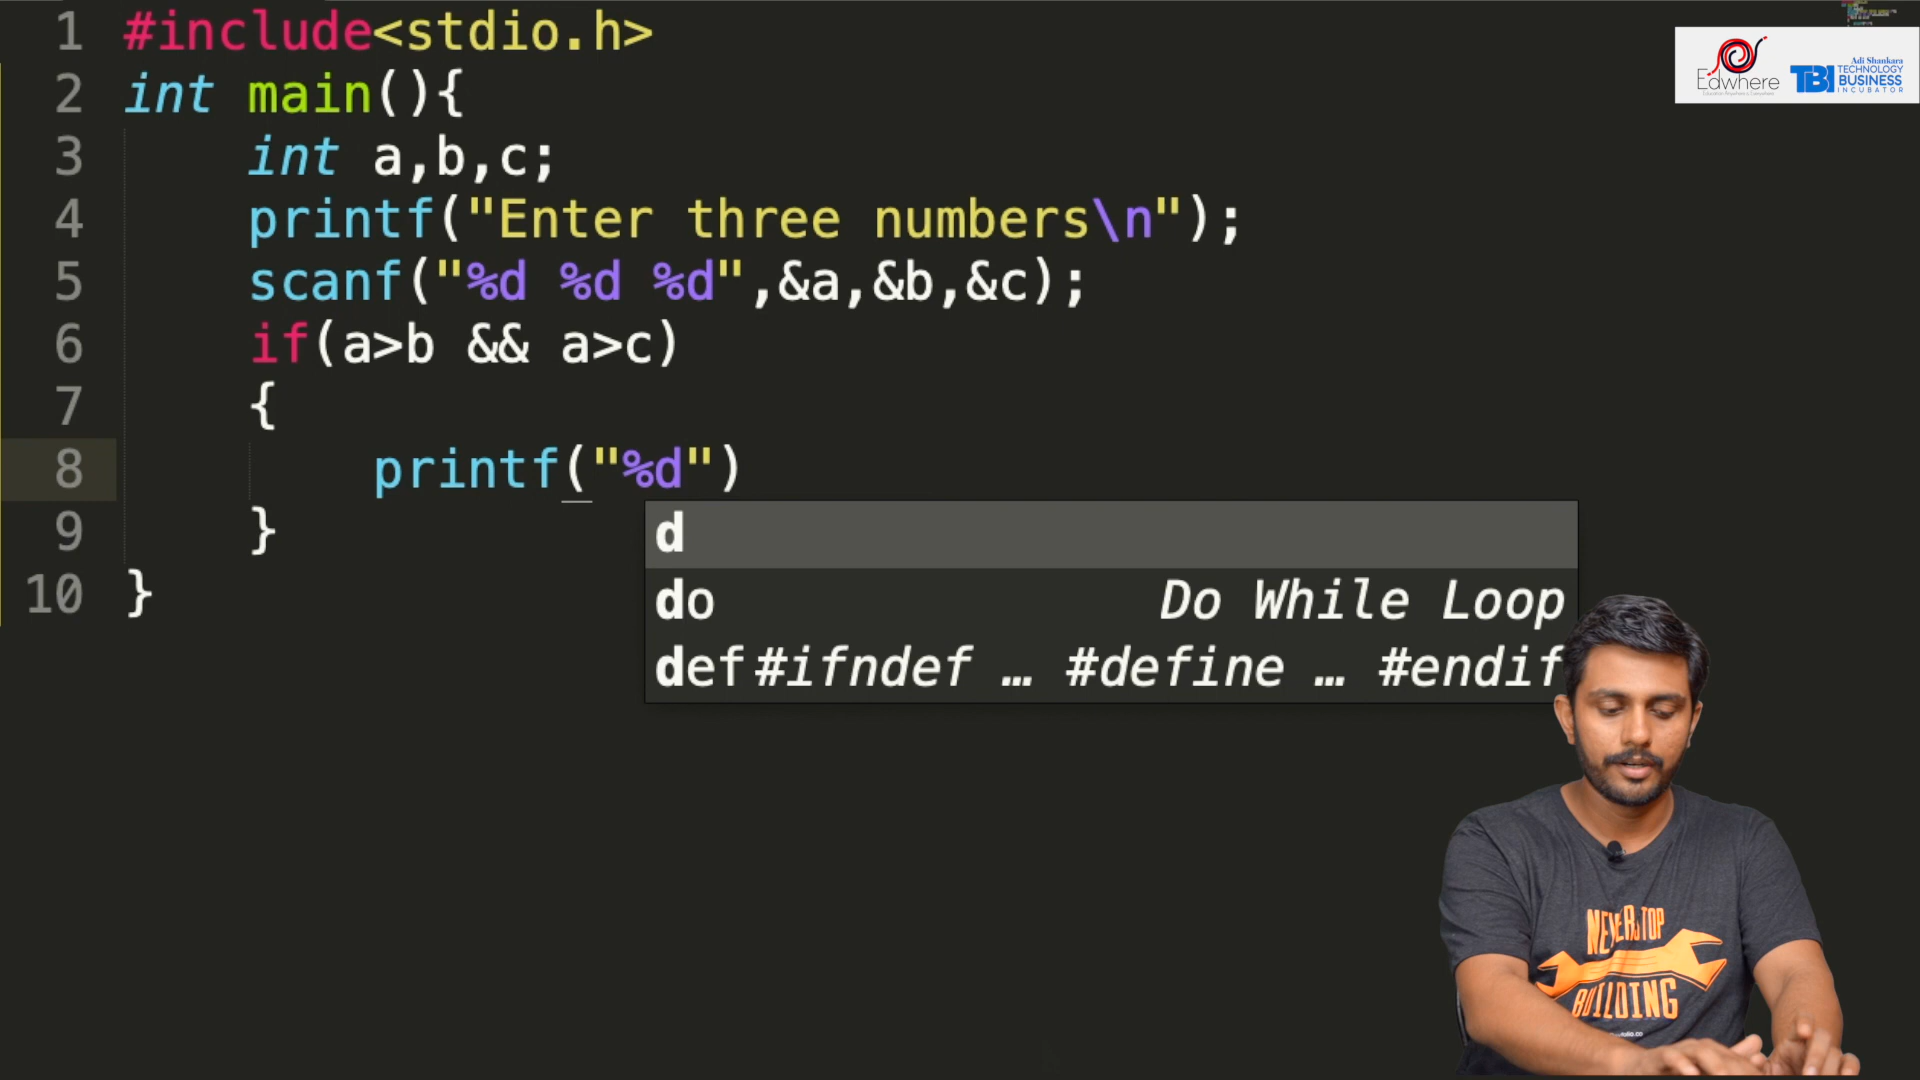 1 #include<stdio.h>
2 int main(){
3 int a,b,c;
4 printf("Enter three numbers\n");
5 scanf("%d %d %d",&a,&b,&c);
6 if(a>b && a>c)
7 {
8 printf("%d")
9 }
10 }
d
do Do While Loop
def #ifndef … #define … #endif
Edwhere
Adi Shankara
TBI TECHNOLOGY
BUSINESS
INCUBATOR
NEVER STOP
BUILDING